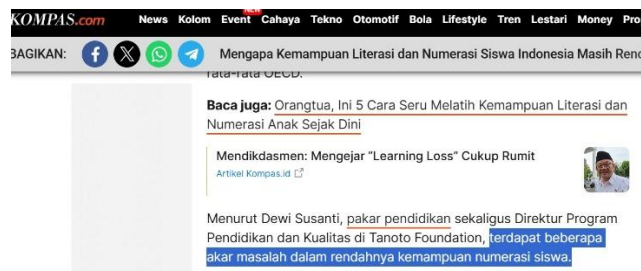 KOMPAS.com News Kolom Event New Cahaya Tekno Otomotif Bola Lifestyle Tren Lestari Money Pro
BAGIKAN: Mengapa Kemampuan Literasi dan Numerasi Siswa Indonesia Masih Rend
rata-rata OECD.
Baca juga: Orangtua, Ini 5 Cara Seru Melatih Kemampuan Literasi dan
Numerasi Anak Sejak Dini
Mendikdasmen: Mengejar "Learning Loss" Cukup Rumit
Artikel Kompas.id
Menurut Dewi Susanti, pakar pendidikan sekaligus Direktur Program
Pendidikan dan Kualitas di Tanoto Foundation, terdapat beberapa
akar masalah dalam rendahnya kemampuan numerasi siswa.